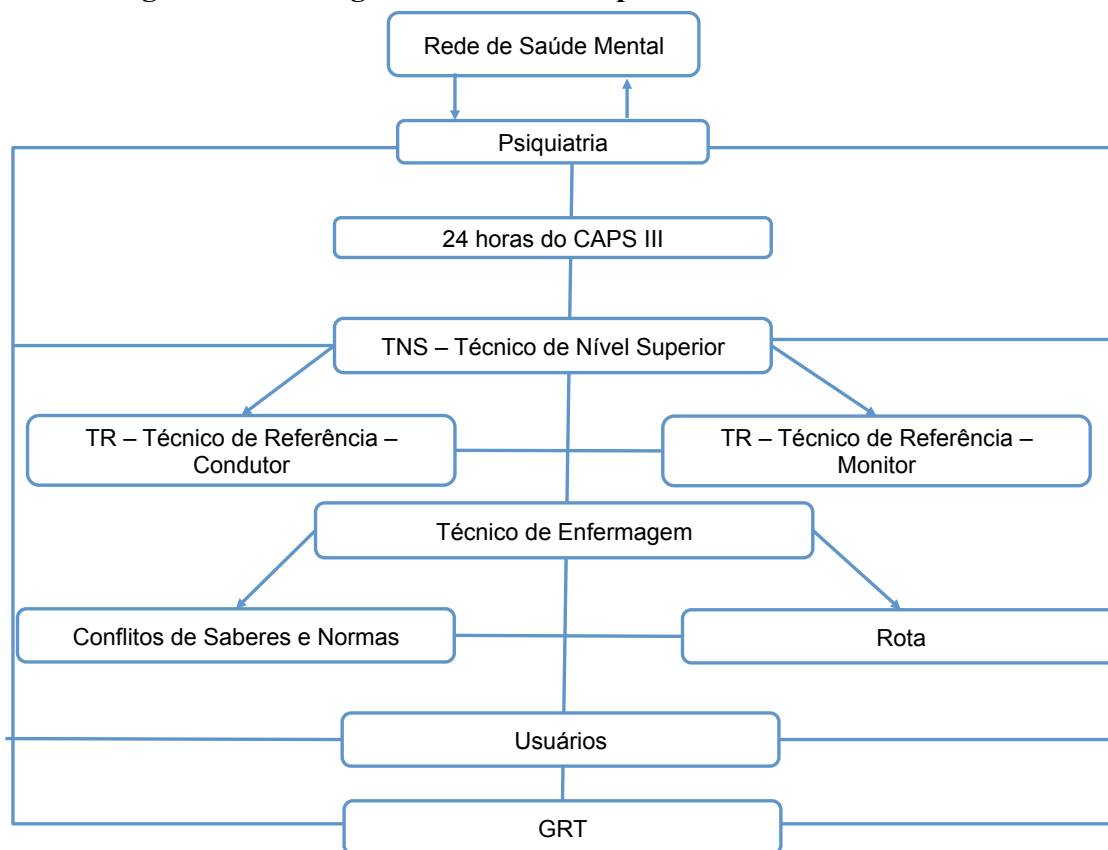 Rede de Saúde Mental
Psiquiatria
24 horas do CAPS III
TNS – Técnico de Nível Superior
TR – Técnico de Referência –
Condutor
TR – Técnico de Referência –
Monitor
Técnico de Enfermagem
Conflitos de Saberes e Normas
Rota
Usuários
GRT